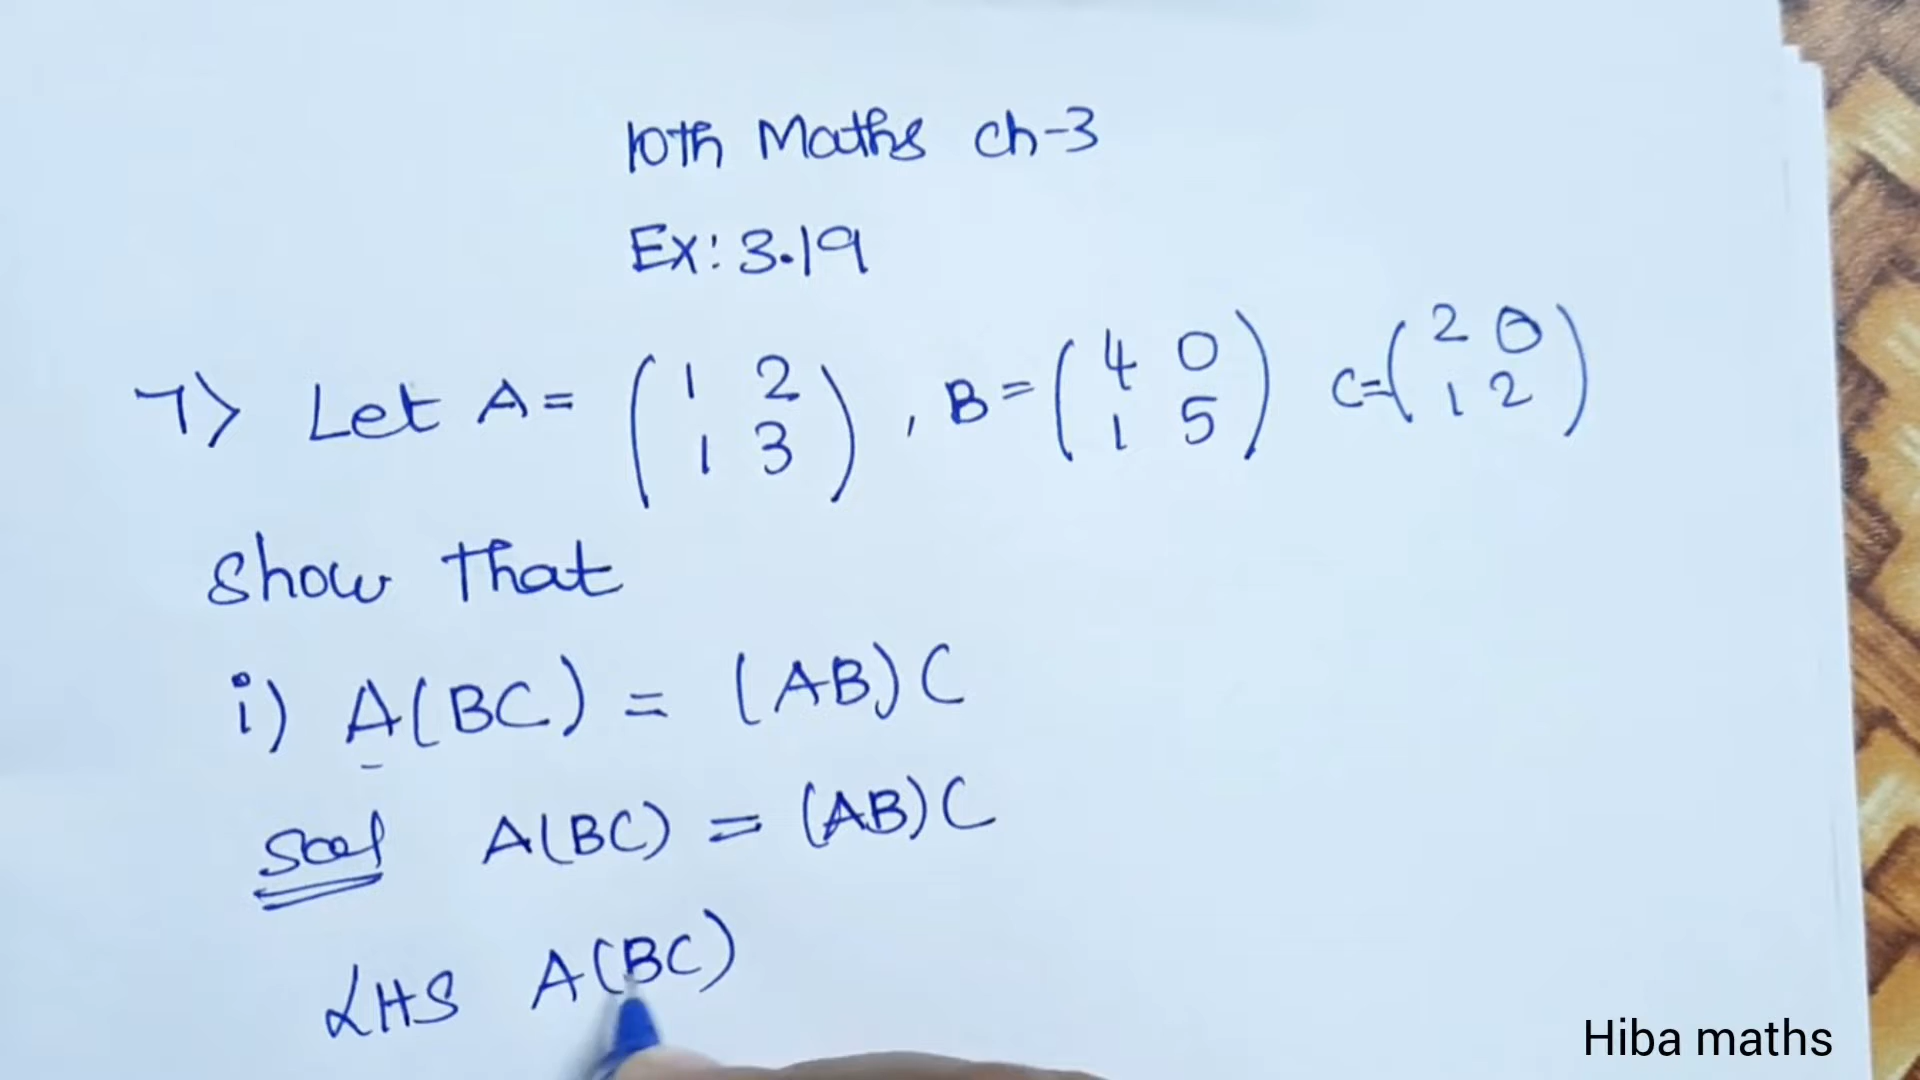 10th Maths ch-3
Ex: 3.19
7) Let A = ( 1 2 1 3 ) , B = ( 4 0 1 5 ) C = ( 2 0 1 2 )
show that
i) A(BC) = (AB)C
Sol A(BC) = (AB)C
LHS A(BC)
Hiba maths